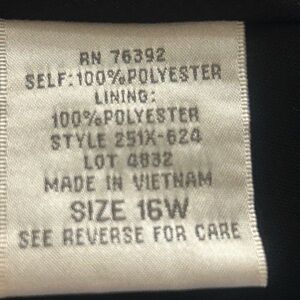 RN 76392
SELF:100%POLYESTER
LINING:
100%POLYESTER
STYLE 251X-624
LOT 4832
MADE IN VIETNAM
SIZE 16W
SEE REVERSE FOR CARE